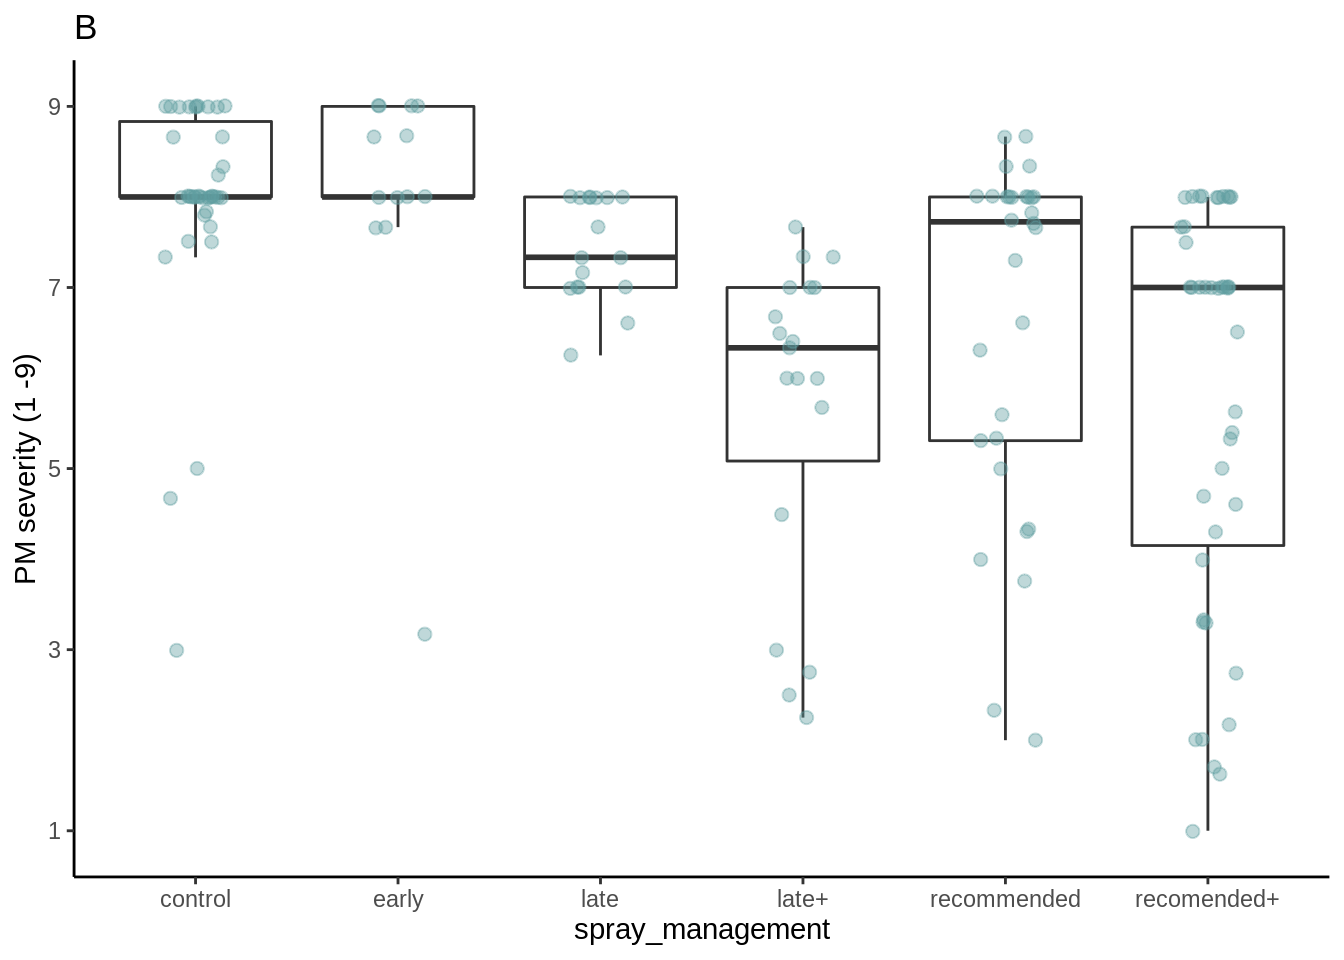 B
PM severity (1 -9)
9
7
5
3
1
control early late late+ recommended recomended+
spray_management